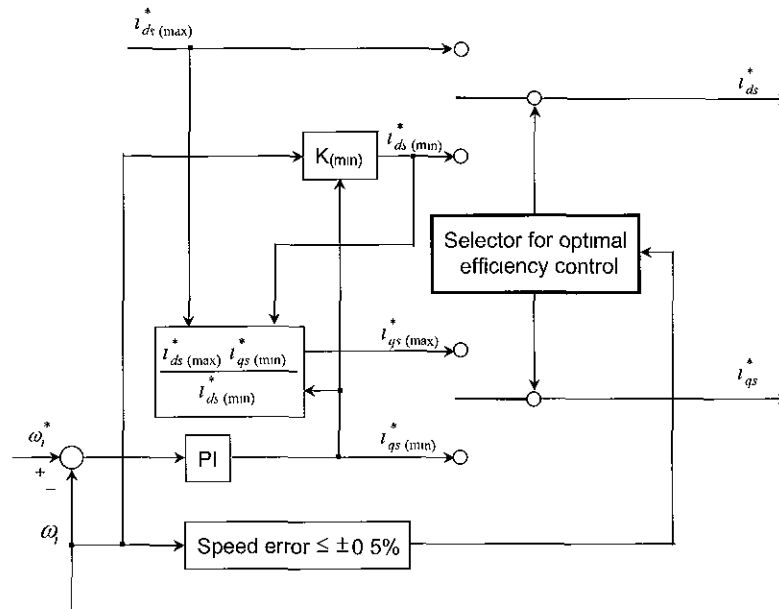 i*ds (max)
i*ds
K(min)
i*ds (min)
Selector for optimal
efficiency control
i*ds (max) i*qs (min)
i*ds (min)
i*qs (max)
i*qs
ω*i
+
−
PI
i*qs (min)
ωi
Speed error ≤ ±0 5%